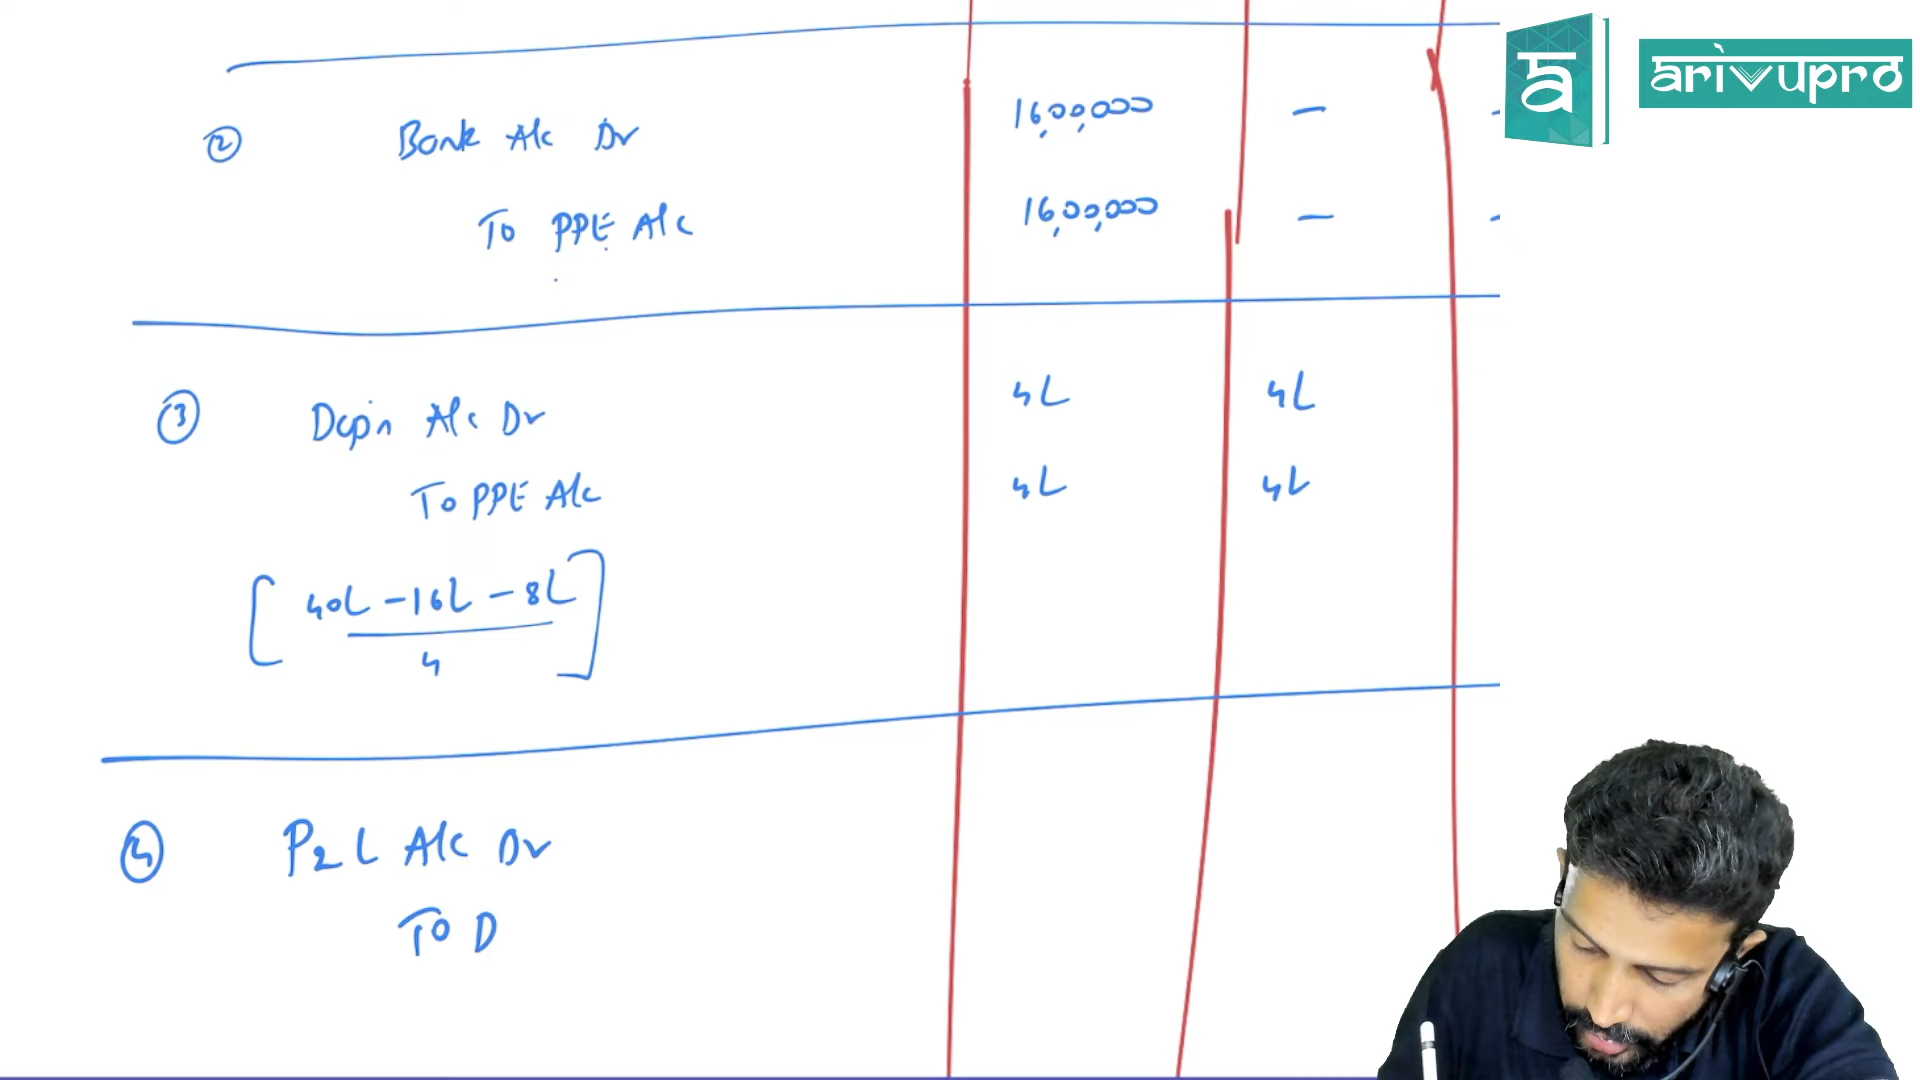 ā arivupro
② Bank A/c Dr 16,00,000 —
To PPE A/c 16,00,000 —
③ Depn A/c Dr 4L 4L
To PPE A/c 4L 4L
[40L - 16L - 8L
4]
④ P&L A/c Dr
To D